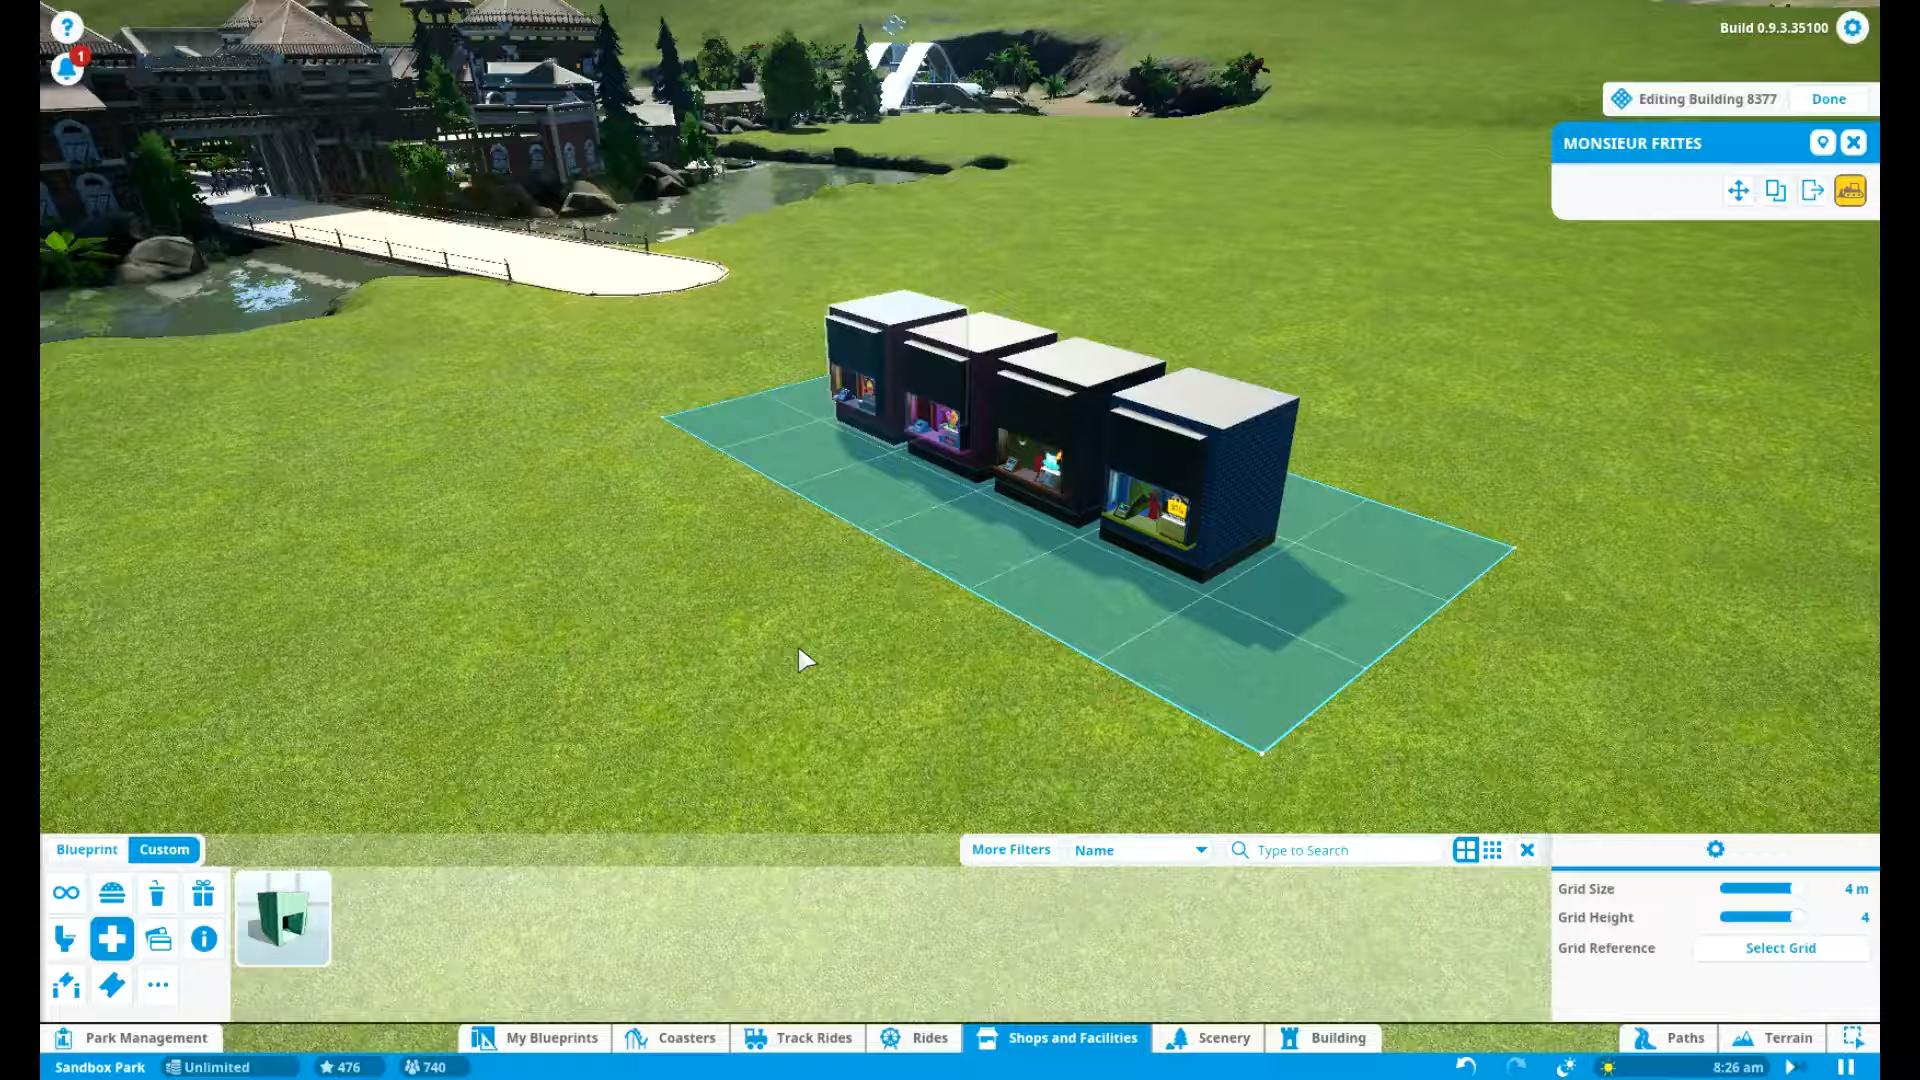 ?
1
Build 0.9.3.35100
Editing Building 8377 Done
MONSIEUR FRITES
Blueprint Custom
More Filters Name Type to Search
Grid Size 4 m
Grid Height 4
Grid Reference Select Grid
Park Management My Blueprints Coasters Track Rides Rides Shops and Facilities Scenery Building Paths Terrain
Sandbox Park Unlimited 476 740 8:26 am